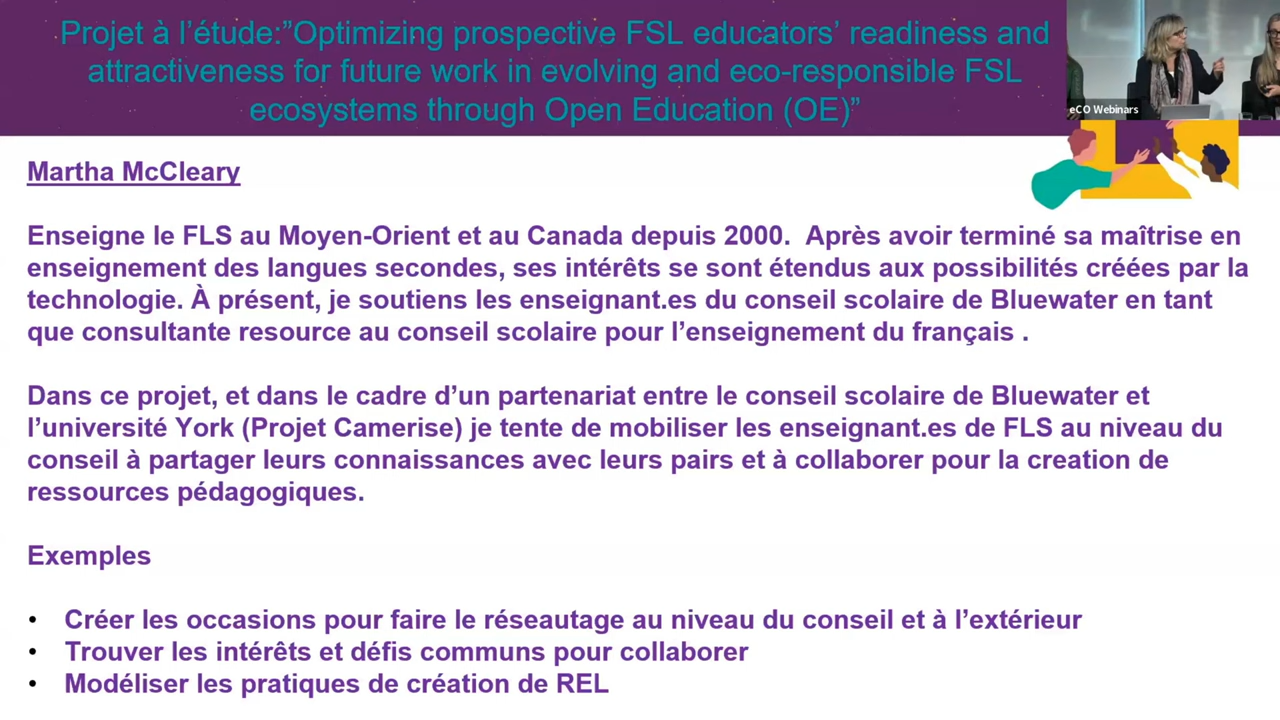 Projet à l’étude:”Optimizing prospective FSL educators’ readiness and
attractiveness for future work in evolving and eco-responsible FSL
ecosystems through Open Education (OE)”
eCO Webinars
Martha McCleary
Enseigne le FLS au Moyen-Orient et au Canada depuis 2000.  Après avoir terminé sa maîtrise en
enseignement des langues secondes, ses intérêts se sont étendus aux possibilités créées par la
technologie. À présent, je soutiens les enseignant.es du conseil scolaire de Bluewater en tant
que consultante resource au conseil scolaire pour l’enseignement du français .
Dans ce projet, et dans le cadre d’un partenariat entre le conseil scolaire de Bluewater et
l’université York (Projet Camerise) je tente de mobiliser les enseignant.es de FLS au niveau du
conseil à partager leurs connaissances avec leurs pairs et à collaborer pour la creation de
ressources pédagogiques.
Exemples
• Créer les occasions pour faire le réseautage au niveau du conseil et à l’extérieur
• Trouver les intérêts et défis communs pour collaborer
• Modéliser les pratiques de création de REL